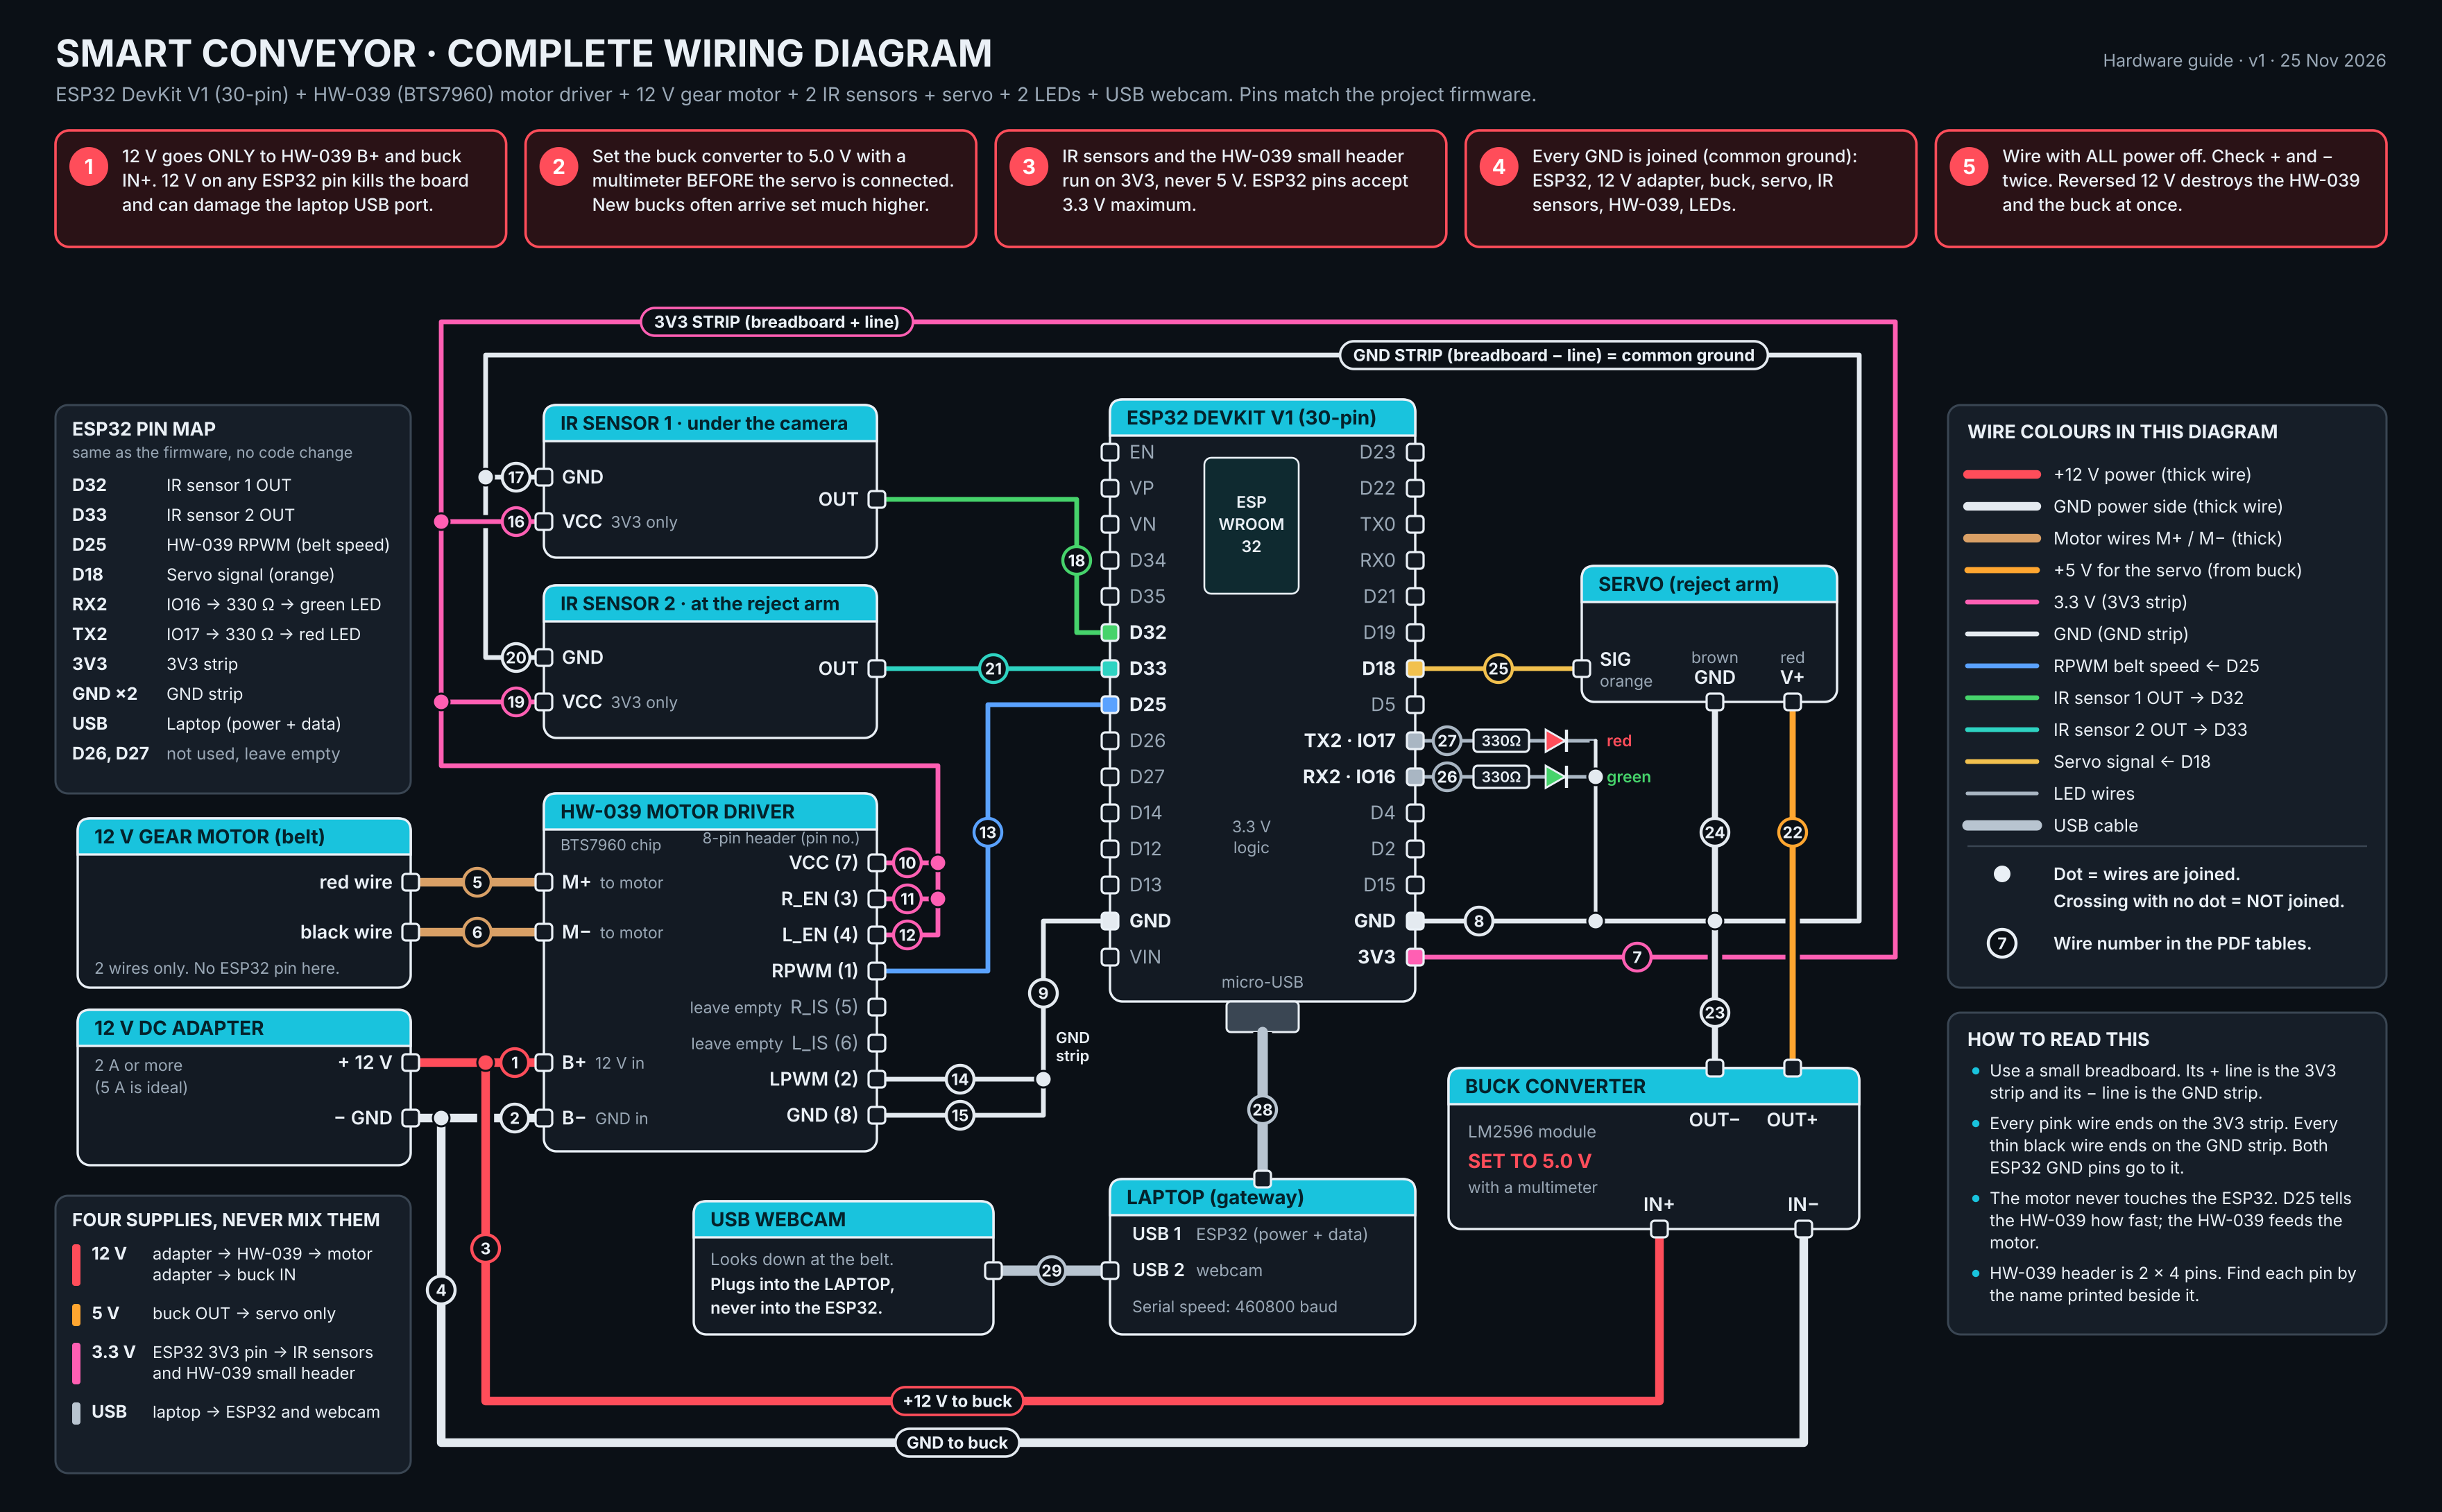 SMART CONVEYOR · COMPLETE WIRING DIAGRAM
Hardware guide · v1 · 25 Nov 2026
ESP32 DevKit V1 (30-pin) + HW-039 (BTS7960) motor driver + 12 V gear motor + 2 IR sensors + servo + 2 LEDs + USB webcam. Pins match the project firmware.
1
12 V goes ONLY to HW-039 B+ and buck
IN+. 12 V on any ESP32 pin kills the board
and can damage the laptop USB port.
2
Set the buck converter to 5.0 V with a
multimeter BEFORE the servo is connected.
New bucks often arrive set much higher.
3
IR sensors and the HW-039 small header
run on 3V3, never 5 V. ESP32 pins accept
3.3 V maximum.
4
Every GND is joined (common ground):
ESP32, 12 V adapter, buck, servo, IR
sensors, HW-039, LEDs.
5
Wire with ALL power off. Check + and −
twice. Reversed 12 V destroys the HW-039
and the buck at once.
3V3 STRIP (breadboard + line)
GND STRIP (breadboard − line) = common ground
ESP32 PIN MAP
same as the firmware, no code change
D32 IR sensor 1 OUT
D33 IR sensor 2 OUT
D25 HW-039 RPWM (belt speed)
D18 Servo signal (orange)
RX2 IO16 → 330 Ω → green LED
TX2 IO17 → 330 Ω → red LED
3V3 3V3 strip
GND ×2 GND strip
USB Laptop (power + data)
D26, D27 not used, leave empty
IR SENSOR 1 · under the camera
17 GND
OUT
16 VCC 3V3 only
IR SENSOR 2 · at the reject arm
20 GND
OUT
19 VCC 3V3 only
18
21
13
ESP32 DEVKIT V1 (30-pin)
ESP
WROOM
32
EN D23
VP D22
VN TX0
D34 RX0
D35 D21
D32 D19
D33 D18
D25 D5
D26 TX2 · IO17
D27 RX2 · IO16
D14 D4
D12 D2
D13 D15
GND GND
VIN 3V3
3.3 V
logic
micro-USB
25
27 330Ω red
26 330Ω green
8
7
SERVO (reject arm)
SIG
orange
brown
GND
red
V+
24
22
23
12 V GEAR MOTOR (belt)
red wire
black wire
2 wires only. No ESP32 pin here.
5
6
HW-039 MOTOR DRIVER
BTS7960 chip
8-pin header (pin no.)
M+ to motor
M− to motor
B+ 12 V in
B− GND in
VCC (7) 10
R_EN (3) 11
L_EN (4) 12
RPWM (1)
leave empty R_IS (5)
leave empty L_IS (6)
LPWM (2) 14
GND (8) 15
9
GND
strip
12 V DC ADAPTER
2 A or more
(5 A is ideal)
+ 12 V
− GND
1
2
3
4
28
29
USB WEBCAM
Looks down at the belt.
Plugs into the LAPTOP,
never into the ESP32.
LAPTOP (gateway)
USB 1 ESP32 (power + data)
USB 2 webcam
Serial speed: 460800 baud
BUCK CONVERTER
OUT− OUT+
LM2596 module
SET TO 5.0 V
with a multimeter
IN+ IN−
+12 V to buck
GND to buck
FOUR SUPPLIES, NEVER MIX THEM
12 V adapter → HW-039 → motor
adapter → buck IN
5 V buck OUT → servo only
3.3 V ESP32 3V3 pin → IR sensors
and HW-039 small header
USB laptop → ESP32 and webcam
WIRE COLOURS IN THIS DIAGRAM
+12 V power (thick wire)
GND power side (thick wire)
Motor wires M+ / M− (thick)
+5 V for the servo (from buck)
3.3 V (3V3 strip)
GND (GND strip)
RPWM belt speed ← D25
IR sensor 1 OUT → D32
IR sensor 2 OUT → D33
Servo signal ← D18
LED wires
USB cable
Dot = wires are joined.
Crossing with no dot = NOT joined.
7 Wire number in the PDF tables.
HOW TO READ THIS
• Use a small breadboard. Its + line is the 3V3
strip and its − line is the GND strip.
• Every pink wire ends on the 3V3 strip. Every
thin black wire ends on the GND strip. Both
ESP32 GND pins go to it.
• The motor never touches the ESP32. D25 tells
the HW-039 how fast; the HW-039 feeds the
motor.
• HW-039 header is 2 × 4 pins. Find each pin by
the name printed beside it.